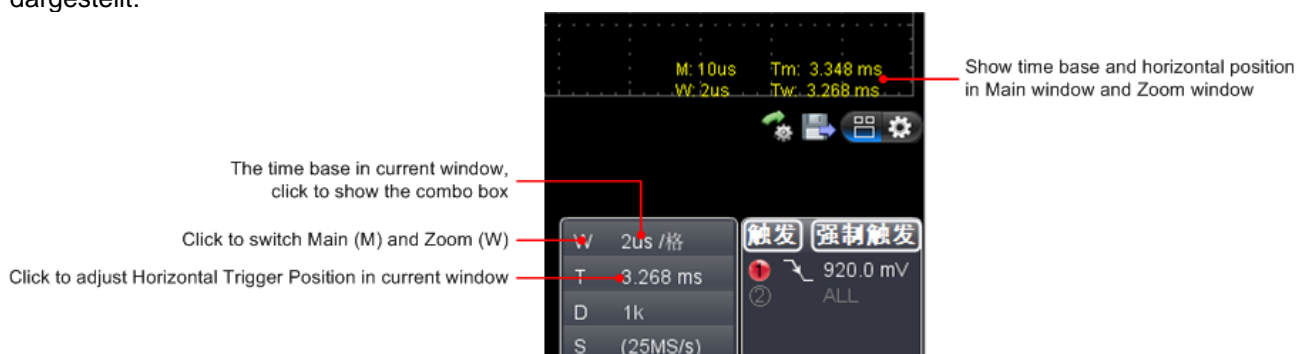 dargestellt.
M: 10us Tm: 3.348 ms
W: 2us Tw: 3.268 ms
Show time base and horizontal position
in Main window and Zoom window
The time base in current window,
click to show the combo box
Click to switch Main (M) and Zoom (W)
Click to adjust Horizontal Trigger Position in current window
W 2us /格
T 3.268 ms
D 1k
S (25MS/s)
触发 强制触发
① 920.0 mV
② ALL